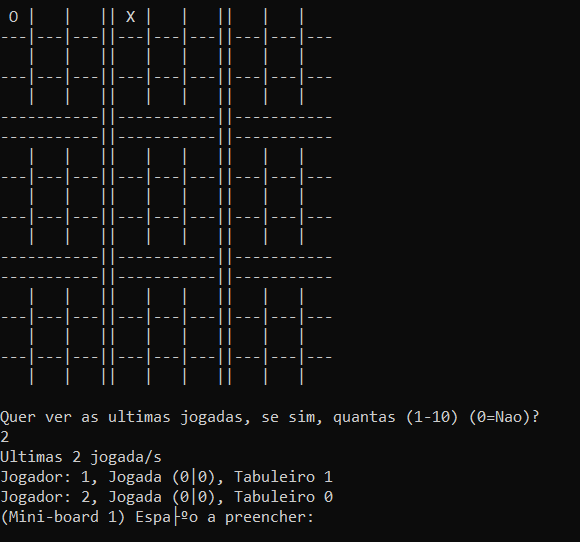 O |   |   || X |   |   ||   |   |
---|---|---||---|---|---||---|---|---
   |   |   ||   |   |   ||   |   |
---|---|---||---|---|---||---|---|---
   |   |   ||   |   |   ||   |   |
-----------||-----------||-----------
-----------||-----------||-----------
   |   |   ||   |   |   ||   |   |
---|---|---||---|---|---||---|---|---
   |   |   ||   |   |   ||   |   |
---|---|---||---|---|---||---|---|---
   |   |   ||   |   |   ||   |   |
-----------||-----------||-----------
-----------||-----------||-----------
   |   |   ||   |   |   ||   |   |
---|---|---||---|---|---||---|---|---
   |   |   ||   |   |   ||   |   |
---|---|---||---|---|---||---|---|---
   |   |   ||   |   |   ||   |   |
Quer ver as ultimas jogadas, se sim, quantas (1-10) (0=Nao)?
2
Ultimas 2 jogada/s
Jogador: 1, Jogada (0|0), Tabuleiro 1
Jogador: 2, Jogada (0|0), Tabuleiro 0
(Mini-board 1) Espa├ºo a preencher: